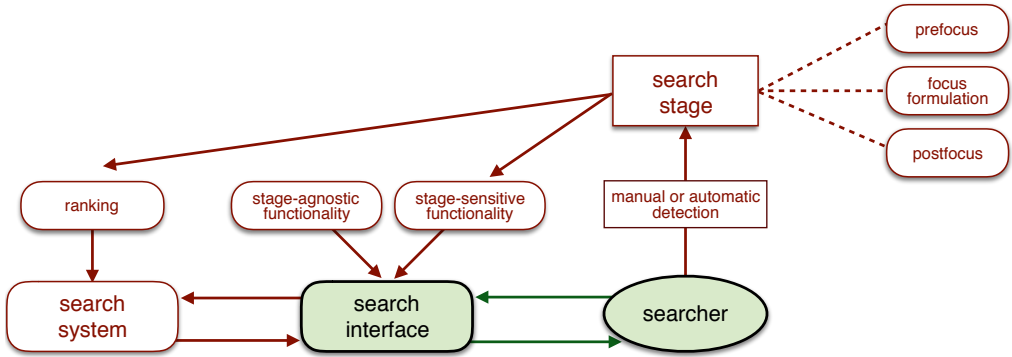 prefocus
search
stage
focus
formulation
postfocus
ranking
stage-agnostic
functionality
stage-sensitive
functionality
manual or automatic
detection
search
system
search
interface
searcher